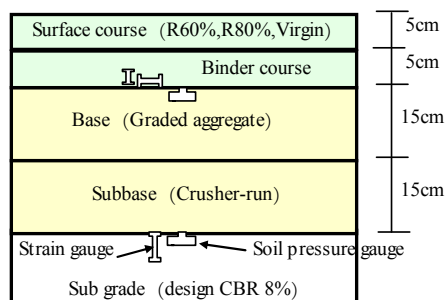 Surface course (R60%,R80%,Virgin)
5cm
Binder course
5cm
Base (Graded aggregate)
15cm
Subbase (Crusher-run)
15cm
Strain gauge
Soil pressure gauge
Sub grade (design CBR 8%)